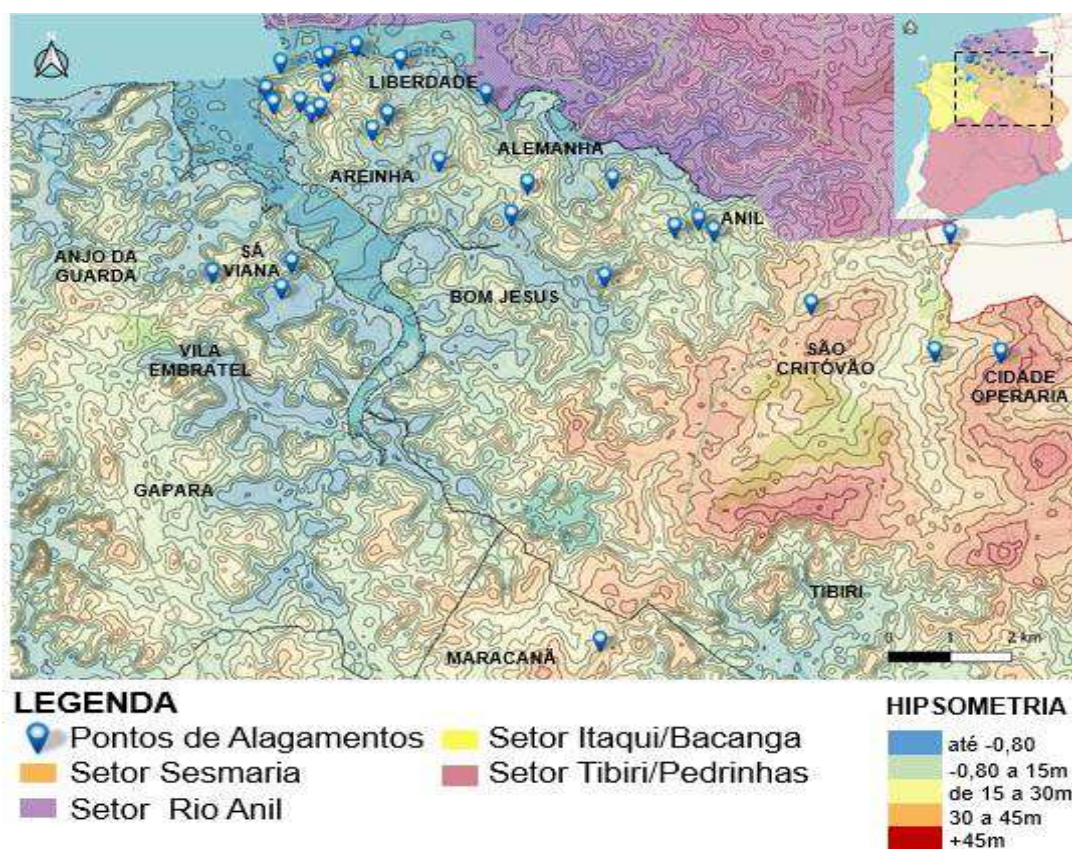 N
LIBERDADE
ALEMANHA
AREINHA
ANIL
ANJO DA
GUARDA
SÁ
VIANA
BOM JESUS
VILA
EMBRATEL
SÃO
CRITÓVÃO
CIDADE
OPERARIA
GAPARA
TIBIRI
MARACANÃ
0 1 2 km
LEGENDA
Pontos de Alagamentos
Setor Sesmaria
Setor Rio Anil
Setor Itaqui/Bacanga
Setor Tibiri/Pedrinhas
HIPSOMETRIA
até -0,80
-0,80 a 15m
de 15 a 30m
30 a 45m
+45m